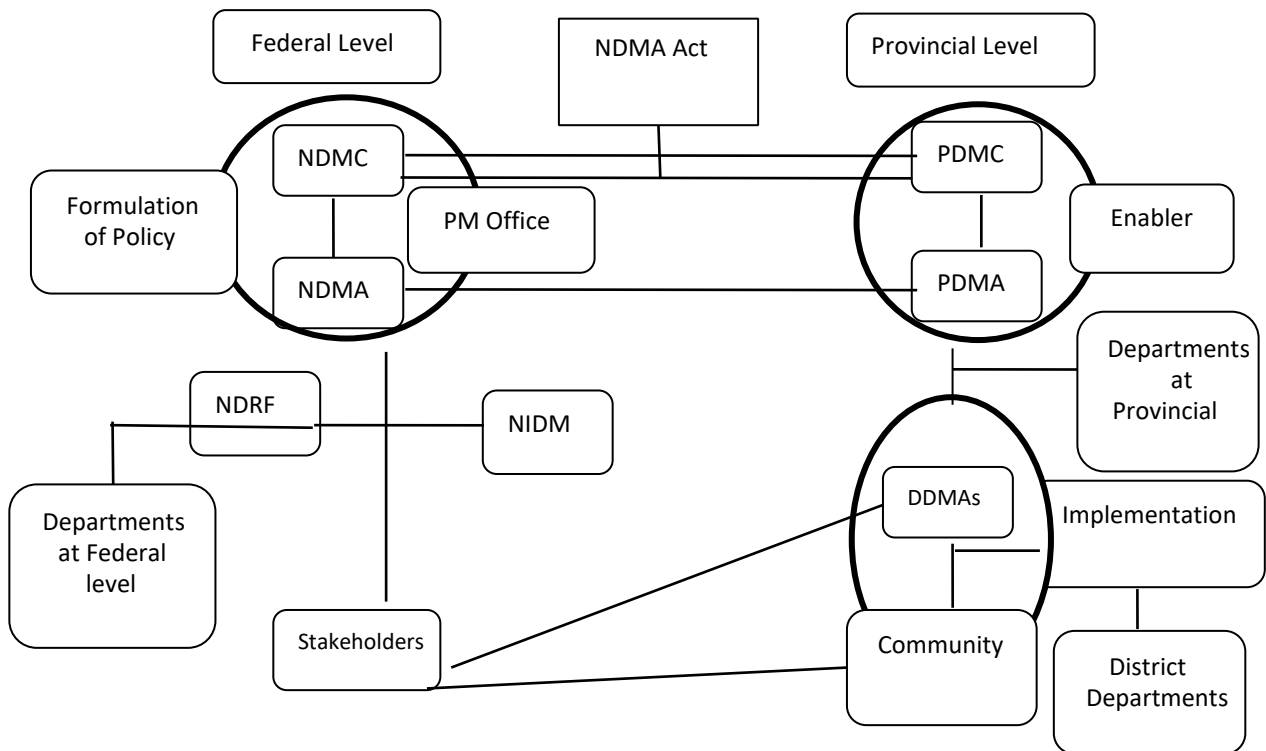 Federal Level
NDMA Act
Provincial Level
NDMC
PDMC
Formulation
of Policy
PM Office
Enabler
NDMA
PDMA
Departments
at
Provincial
NDRF
NIDM
DDMAs
Implementation
Departments
at Federal
level
Stakeholders
Community
District
Departments